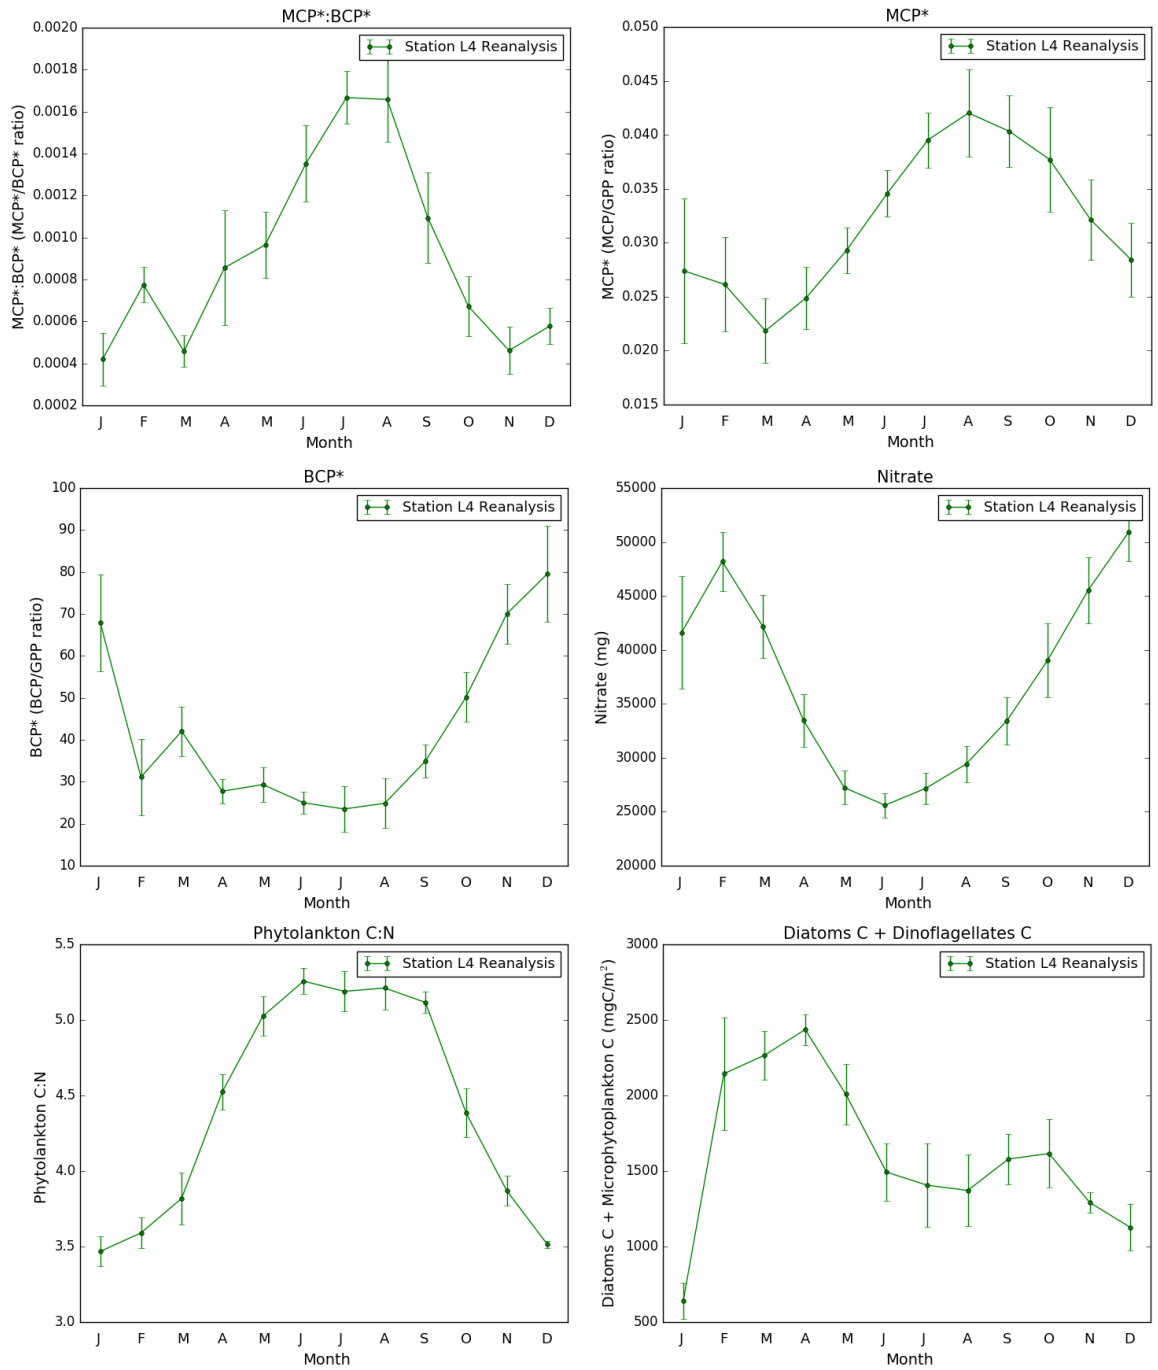 MCP*:BCP*
Station L4 Reanalysis
MCP*:BCP* (MCP*/BCP* ratio)
0.0020
0.0018
0.0016
0.0014
0.0012
0.0010
0.0008
0.0006
0.0004
0.0002
J F M A M J J A S O N D
Month
MCP*
Station L4 Reanalysis
MCP* (MCP/GPP ratio)
0.050
0.045
0.040
0.035
0.030
0.025
0.020
0.015
J F M A M J J A S O N D
Month
BCP*
Station L4 Reanalysis
BCP* (BCP/GPP ratio)
100
90
80
70
60
50
40
30
20
10
J F M A M J J A S O N D
Month
Nitrate
Station L4 Reanalysis
Nitrate (mg)
55000
50000
45000
40000
35000
30000
25000
20000
J F M A M J J A S O N D
Month
Phytolankton C:N
Station L4 Reanalysis
Phytolankton C:N
5.5
5.0
4.5
4.0
3.5
3.0
J F M A M J J A S O N D
Month
Diatoms C + Dinoflagellates C
Station L4 Reanalysis
Diatoms C + Microphytoplankton C (mgC/m²)
3000
2500
2000
1500
1000
500
J F M A M J J A S O N D
Month